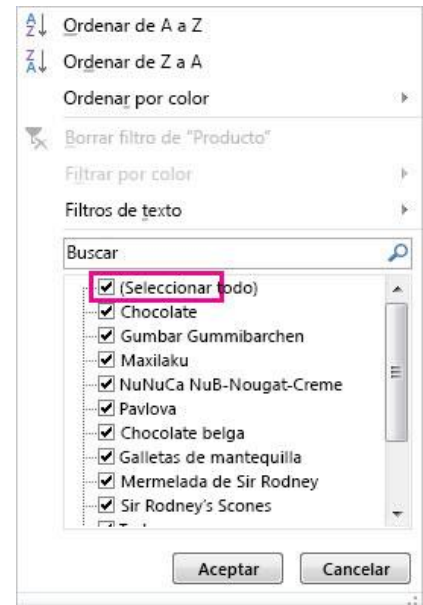 Ordenar de A a Z
Ordenar de Z a A
Ordenar por color
Borrar filtro de "Producto"
Filtrar por color
Filtros de texto
Buscar
(Seleccionar todo)
Chocolate
Gumbar Gummibarchen
Maxilaku
NuNuCa NuB-Nougat-Creme
Pavlova
Chocolate belga
Galletas de mantequilla
Mermelada de Sir Rodney
Sir Rodney's Scones
Aceptar Cancelar